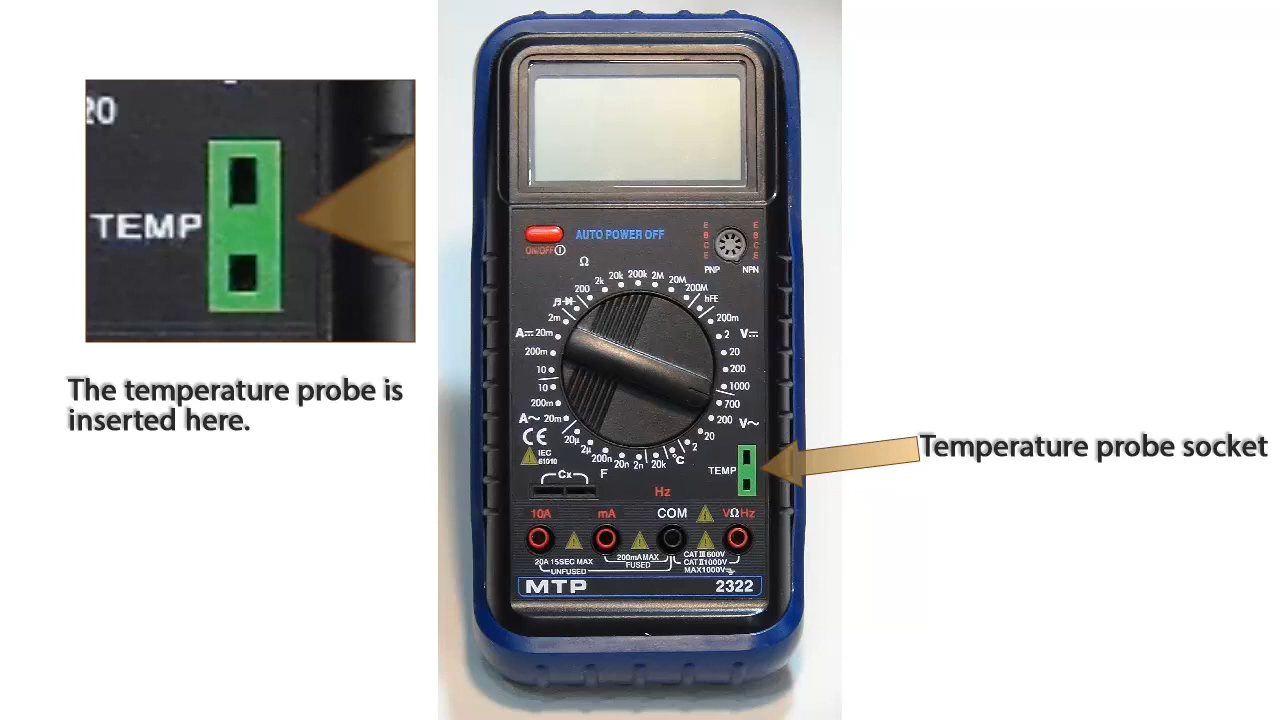 20
TEMP
The temperature probe is
inserted here.
AUTO POWER OFF
ON/OFF
E
B
C
E
E
B
C
E
PNP
NPN
Ω
200
2k
20k
200k
2M
20M
200M
hFE
200m
2
V
20
200
1000
700
200
V~
20
2
°C
20k
2n
20n
200n
2µ
20µ
20m
A~
200m
10
10
200m
20m
A
2m
CE
IEC
61010
F
Cx
Hz
TEMP
Temperature probe socket
10A
mA
COM
VΩHz
20A 15SEC MAX
UNFUSED
200mA MAX
FUSED
CAT III 600V
CAT II 1000V
MAX 1000V
MTP
2322